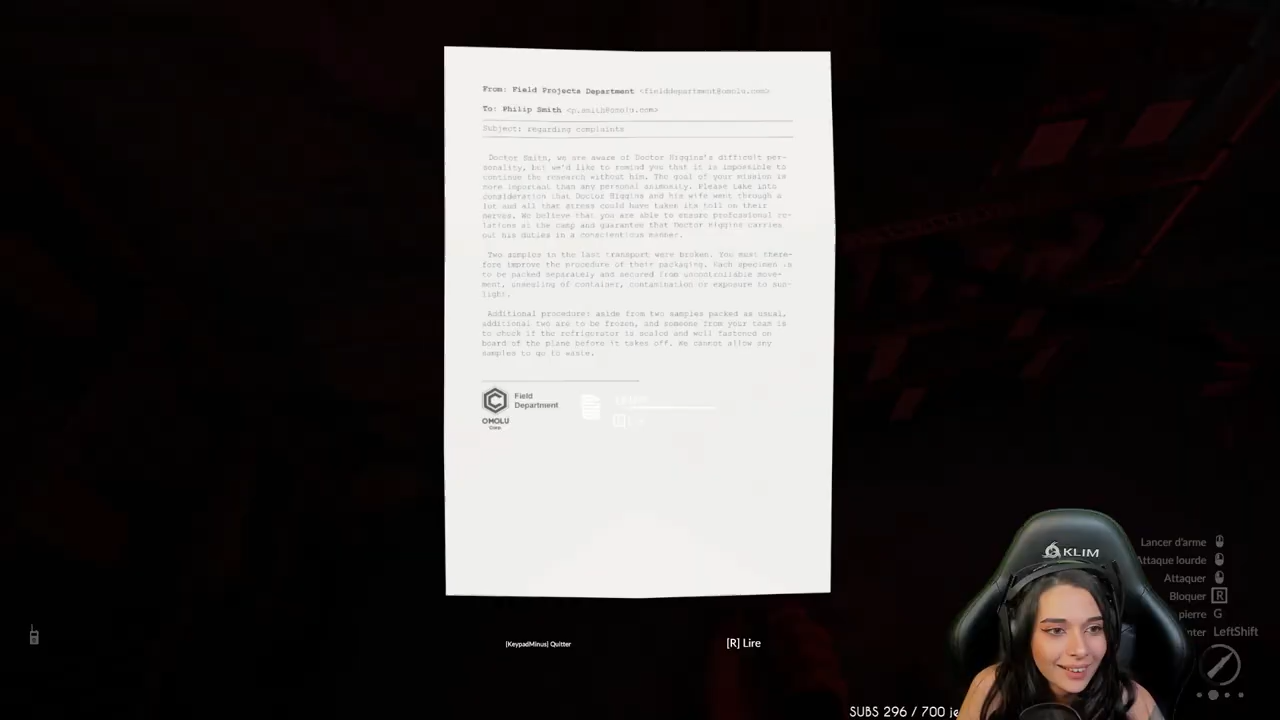 From: Field Projects Department <fielddepartment@omolu.com>
To: Philip Smith <p.smith@omolu.com>
Subject: regarding complaints
Doctor Smith, we are aware of Doctor Higgins's difficult per-
sonality, but we'd like to remind you that it is impossible to
continue the research without him. The goal of your mission is
more important than any personal animosity. Please take into
consideration that Doctor Higgins and his wife went through a
lot and all that stress could have taken its toll on their
nerves. We believe that you are able to ensure professional re-
lations at the camp and guarantee that Doctor Higgins carries
out his duties in a conscientious manner.
Two samples in the last transport were broken. You must there-
fore improve the procedure of their packaging. Each specimen is
to be packed separately and secured from uncontrollable move-
ment, unsealing of container, contamination or exposure to sun-
light.
Additional procedure: aside from two samples packed as usual,
additional two are to be frozen, and someone from your team is
to check if the refrigerator is sealed and well fastened on
board of the plane before it takes off. We cannot allow any
samples to go to waste.
Field
Department
OMOLU
Corp.
[KeypadMinus] Quitter
[R] Lire
KLIM
Lancer d'arme
Attaque lourde
Attaquer
Bloquer R
pierre G
LeftShift
SUBS 296 / 700 je